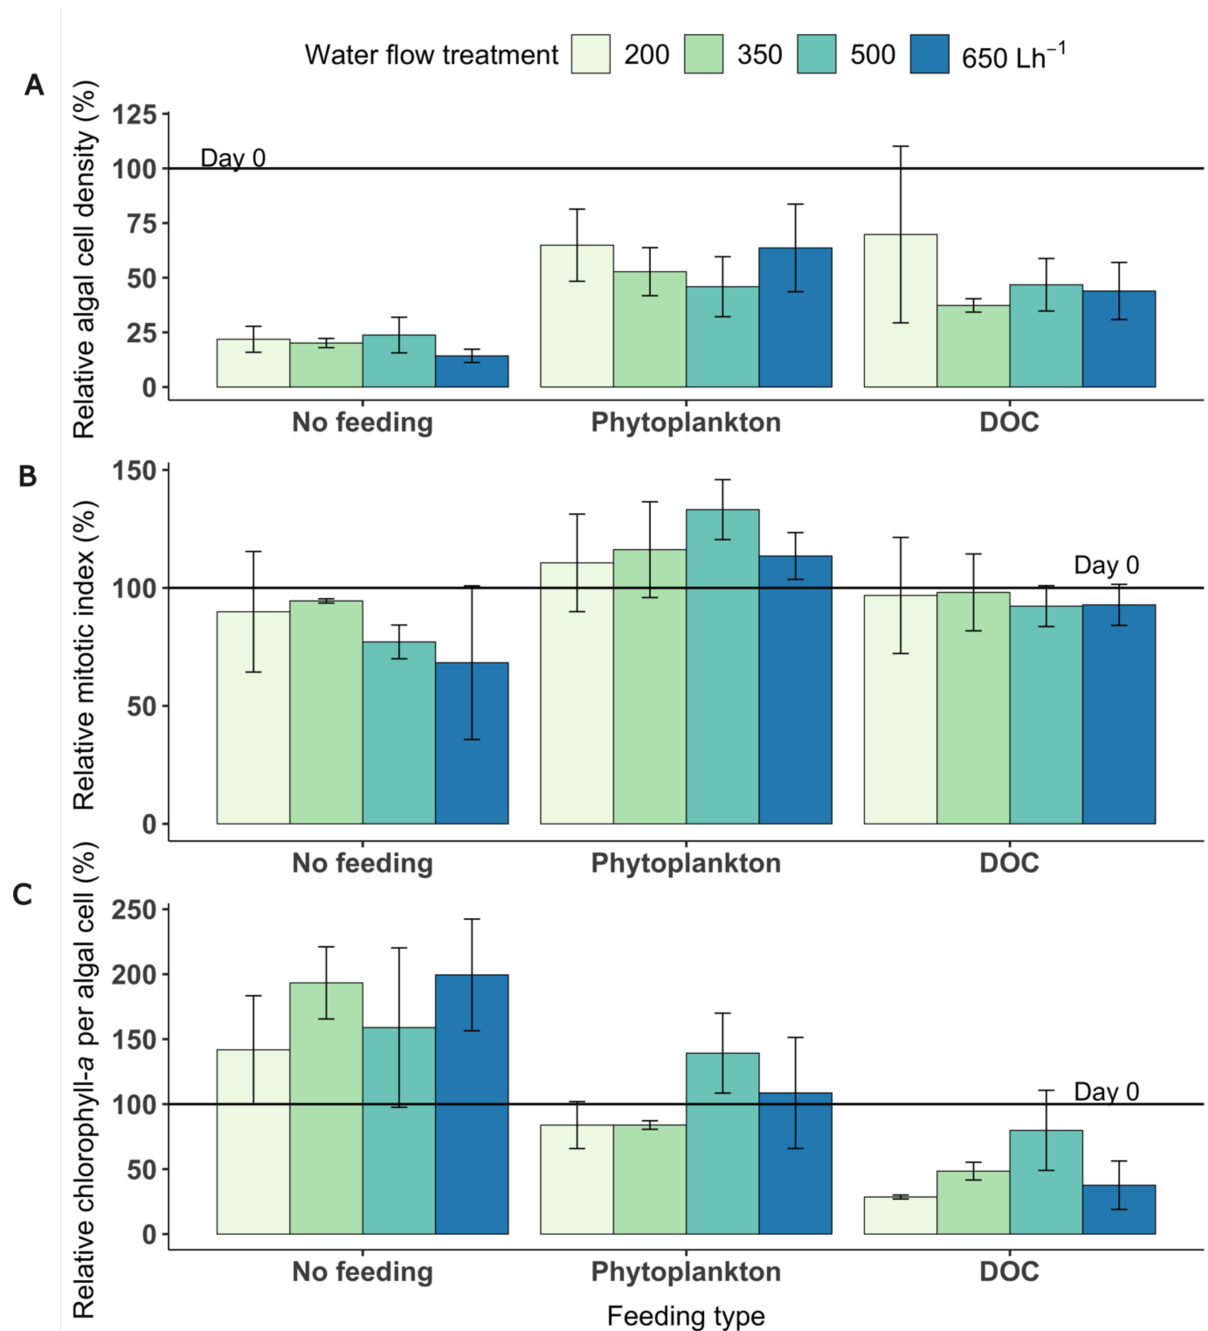 Water flow treatment 200 350 500 650 Lh⁻¹
A
Relative algal cell density (%)
125
100
75
50
25
0
Day 0
No feeding Phytoplankton DOC
B
Relative mitotic index (%)
150
100
50
0
Day 0
No feeding Phytoplankton DOC
C
Relative chlorophyll-a per algal cell (%)
250
200
150
100
50
0
Day 0
No feeding Phytoplankton DOC
Feeding type